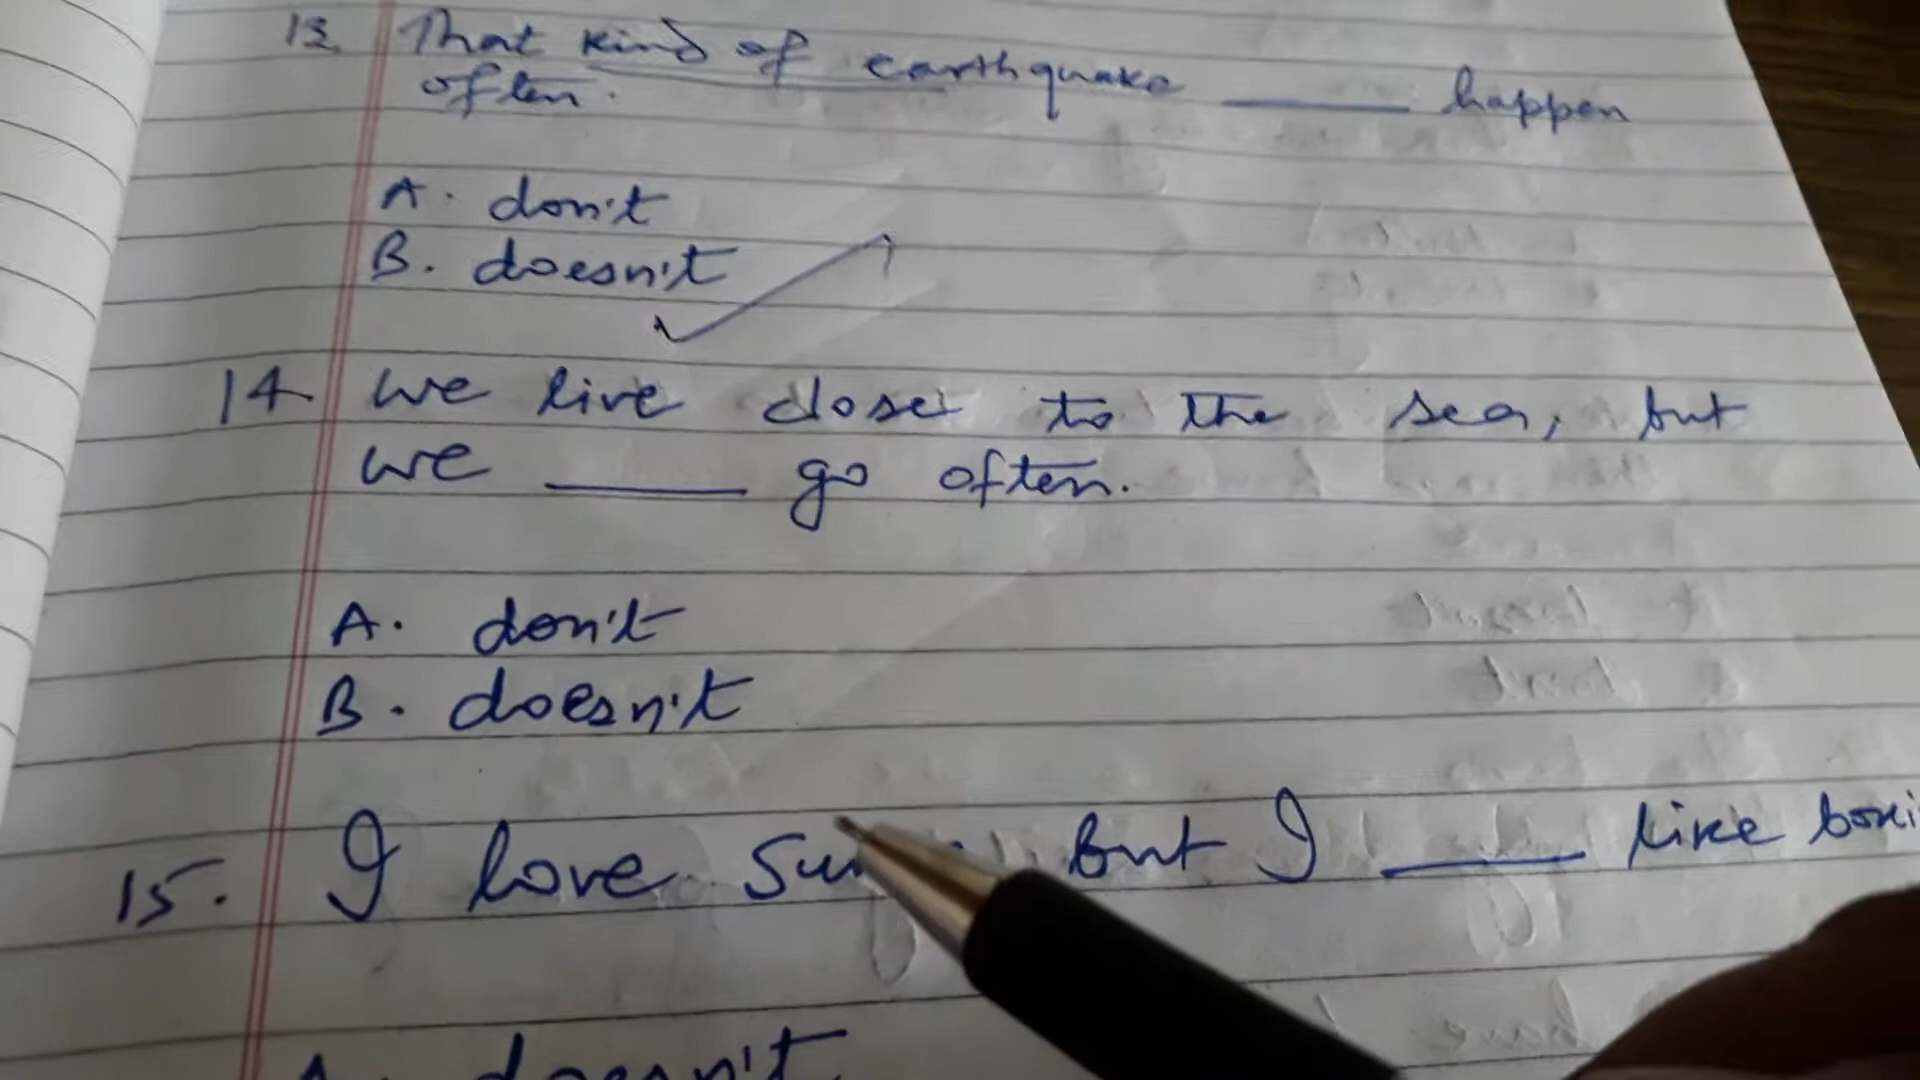 13. That kind of earthquake ______ happen
often.
A. don't
B. doesn't
14. We live close to the sea, but
we ______ go often.
A. don't
B. doesn't
15. I love but I ______ like
A. doesn't